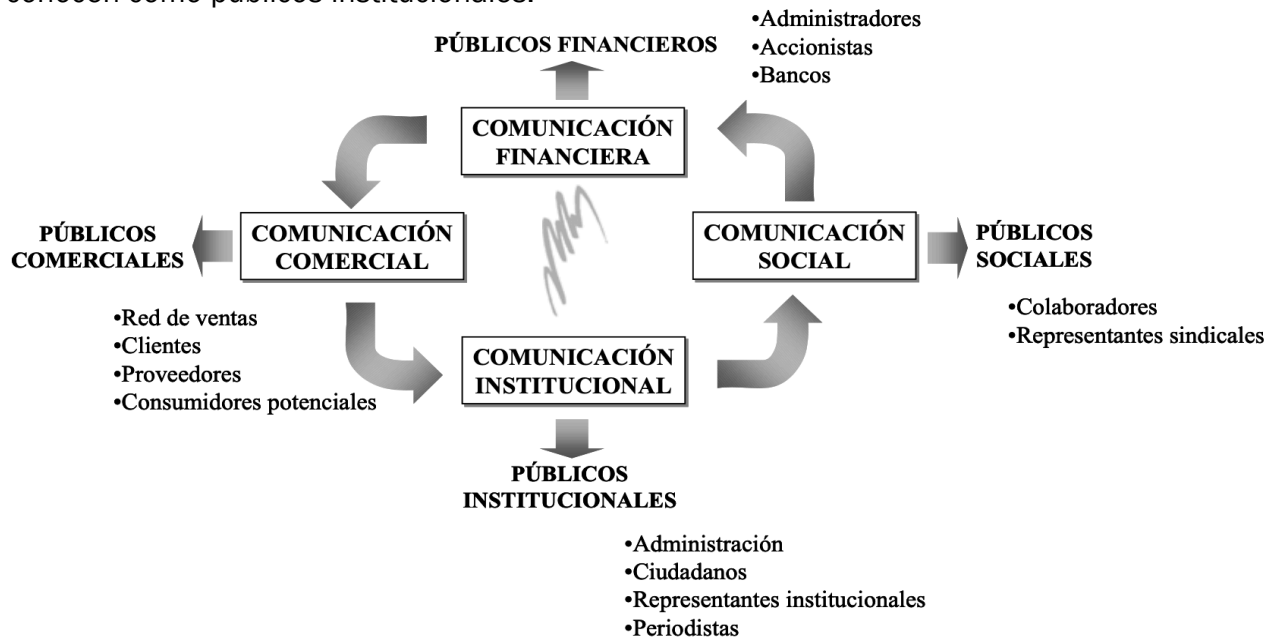 conocen como públicos institucionales.
•Administradores
•Accionistas
•Bancos
PÚBLICOS FINANCIEROS
COMUNICACIÓN
FINANCIERA
PÚBLICOS
COMERCIALES
COMUNICACIÓN
COMERCIAL
COMUNICACIÓN
SOCIAL
PÚBLICOS
SOCIALES
•Red de ventas
•Clientes
•Proveedores
•Consumidores potenciales
•Colaboradores
•Representantes sindicales
COMUNICACIÓN
INSTITUCIONAL
PÚBLICOS
INSTITUCIONALES
•Administración
•Ciudadanos
•Representantes institucionales
•Periodistas